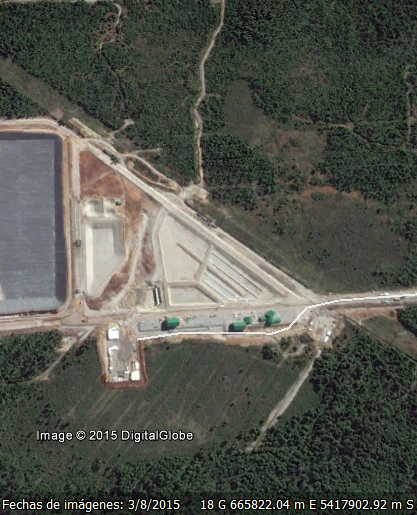 Image © 2015 DigitalGlobe
Fechas de imágenes: 3/8/2015 18 G 665822.04 m E 5417902.92 m S